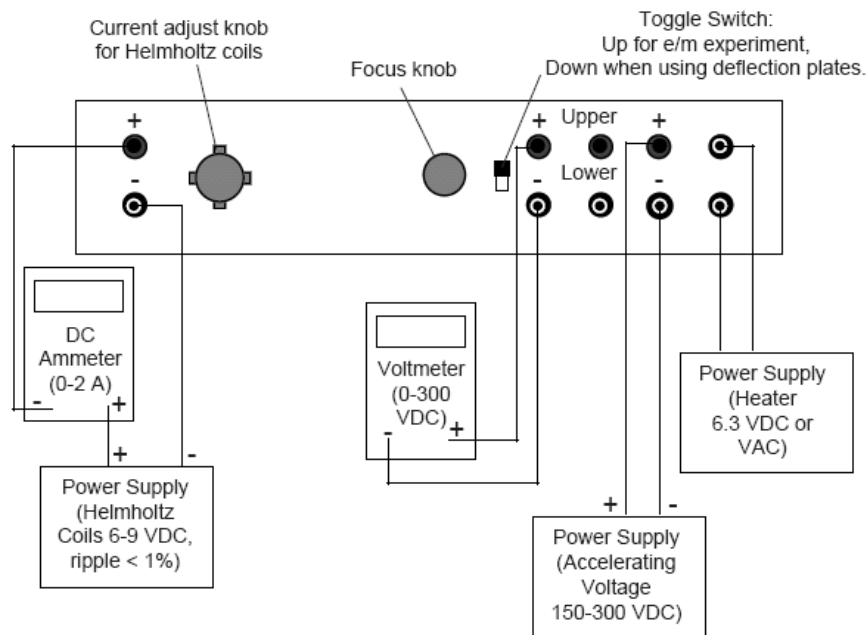 Current adjust knob
for Helmholtz coils
Focus knob
Toggle Switch:
Up for e/m experiment,
Down when using deflection plates.
+
+
Upper
+
-
-
Lower
-
DC
Ammeter
(0-2 A)
-
+
+
-
Power Supply
(Helmholtz
Coils 6-9 VDC,
ripple < 1%)
Voltmeter
(0-300
VDC)
-
+
Power Supply
(Heater
6.3 VDC or
VAC)
+
-
Power Supply
(Accelerating
Voltage
150-300 VDC)